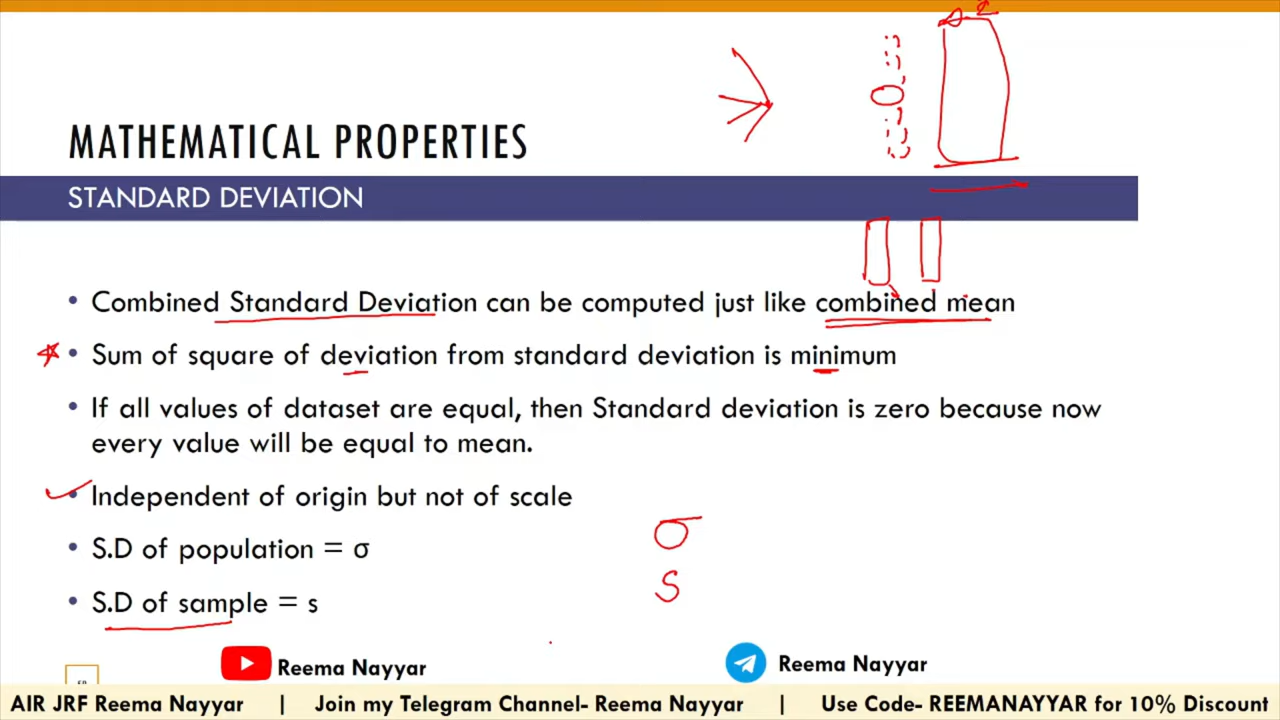 MATHEMATICAL PROPERTIES
STANDARD DEVIATION
• Combined Standard Deviation can be computed just like combined mean
• Sum of square of deviation from standard deviation is minimum
• If all values of dataset are equal, then Standard deviation is zero because now
every value will be equal to mean.
• Independent of origin but not of scale
• S.D of population = σ
• S.D of sample = s
σ
S
Reema Nayyar
Reema Nayyar
AIR JRF Reema Nayyar | Join my Telegram Channel- Reema Nayyar | Use Code- REEMANAYYAR for 10% Discount